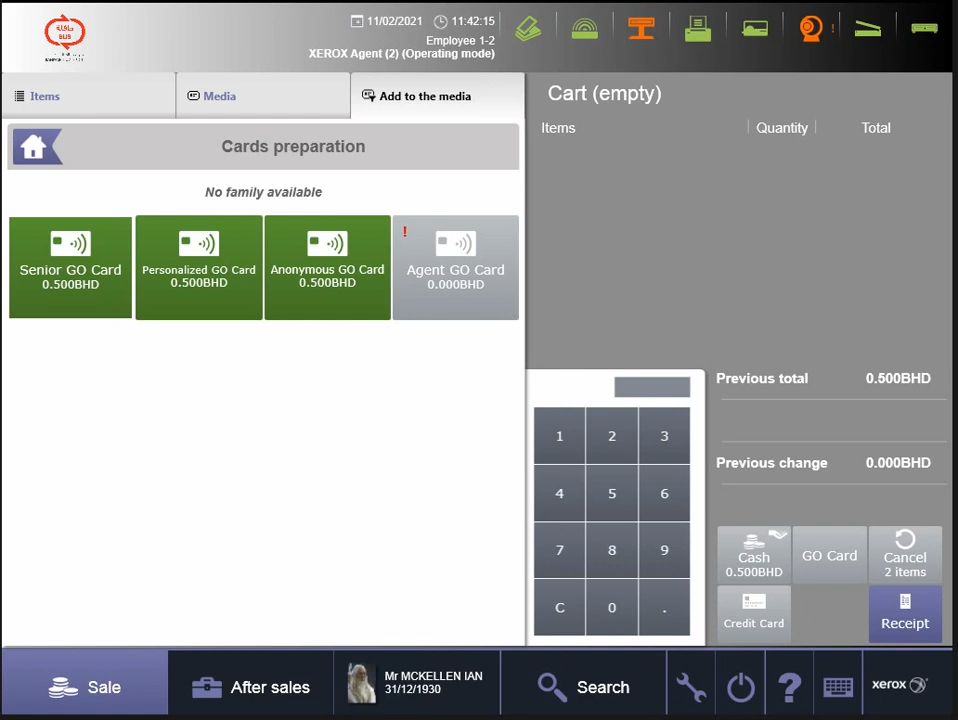 BUS
11/02/2021 11:42:15
Employee 1-2
XEROX Agent (2) (Operating mode)
!
Items
Media
Add to the media
Cart (empty)
Items Quantity Total
Cards preparation
No family available
Senior GO Card
0.500BHD
Personalized GO Card
0.500BHD
Anonymous GO Card
0.500BHD
!
Agent GO Card
0.000BHD
Previous total 0.500BHD
Previous change 0.000BHD
1 2 3
4 5 6
7 8 9
C 0 .
Cash
0.500BHD
GO Card
Cancel
2 items
Credit Card
Receipt
Sale
After sales
Mr MCKELLEN IAN
31/12/1930
Search
?
xerox